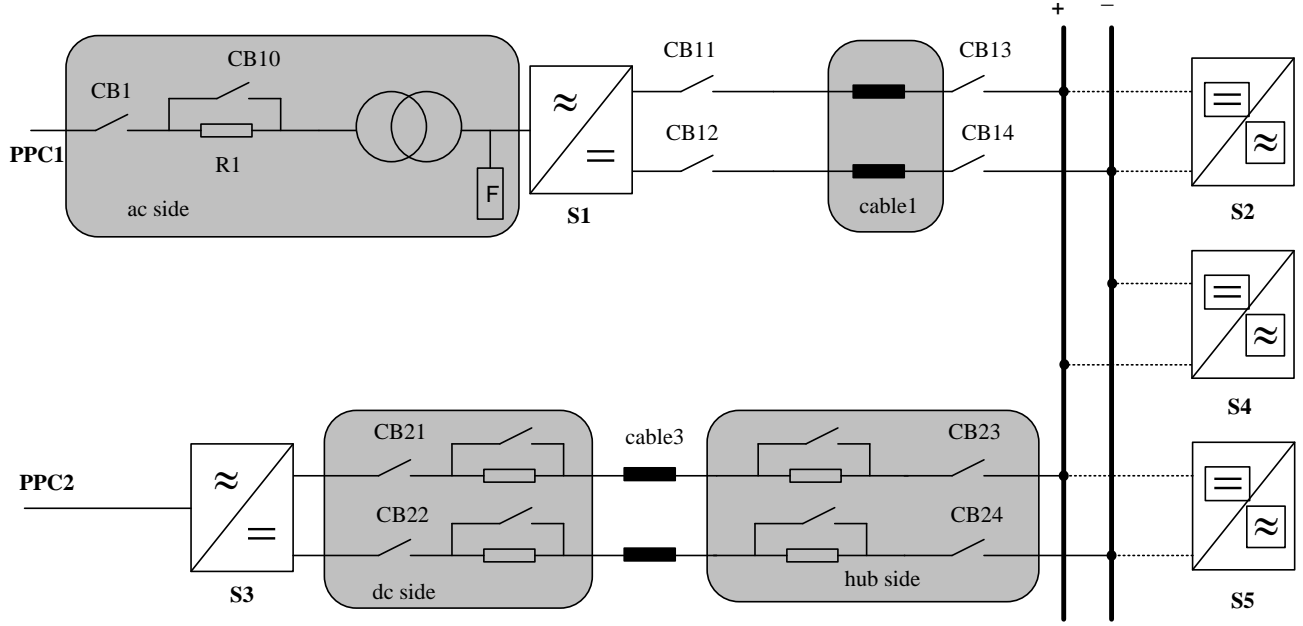 + −
CB10
CB1
PPC1
R1
F
ac side
S1
CB11
CB12
CB13
CB14
cable1
S2
S4
CB21
cable3
CB23
PPC2
CB22
CB24
S3
dc side
hub side
S5